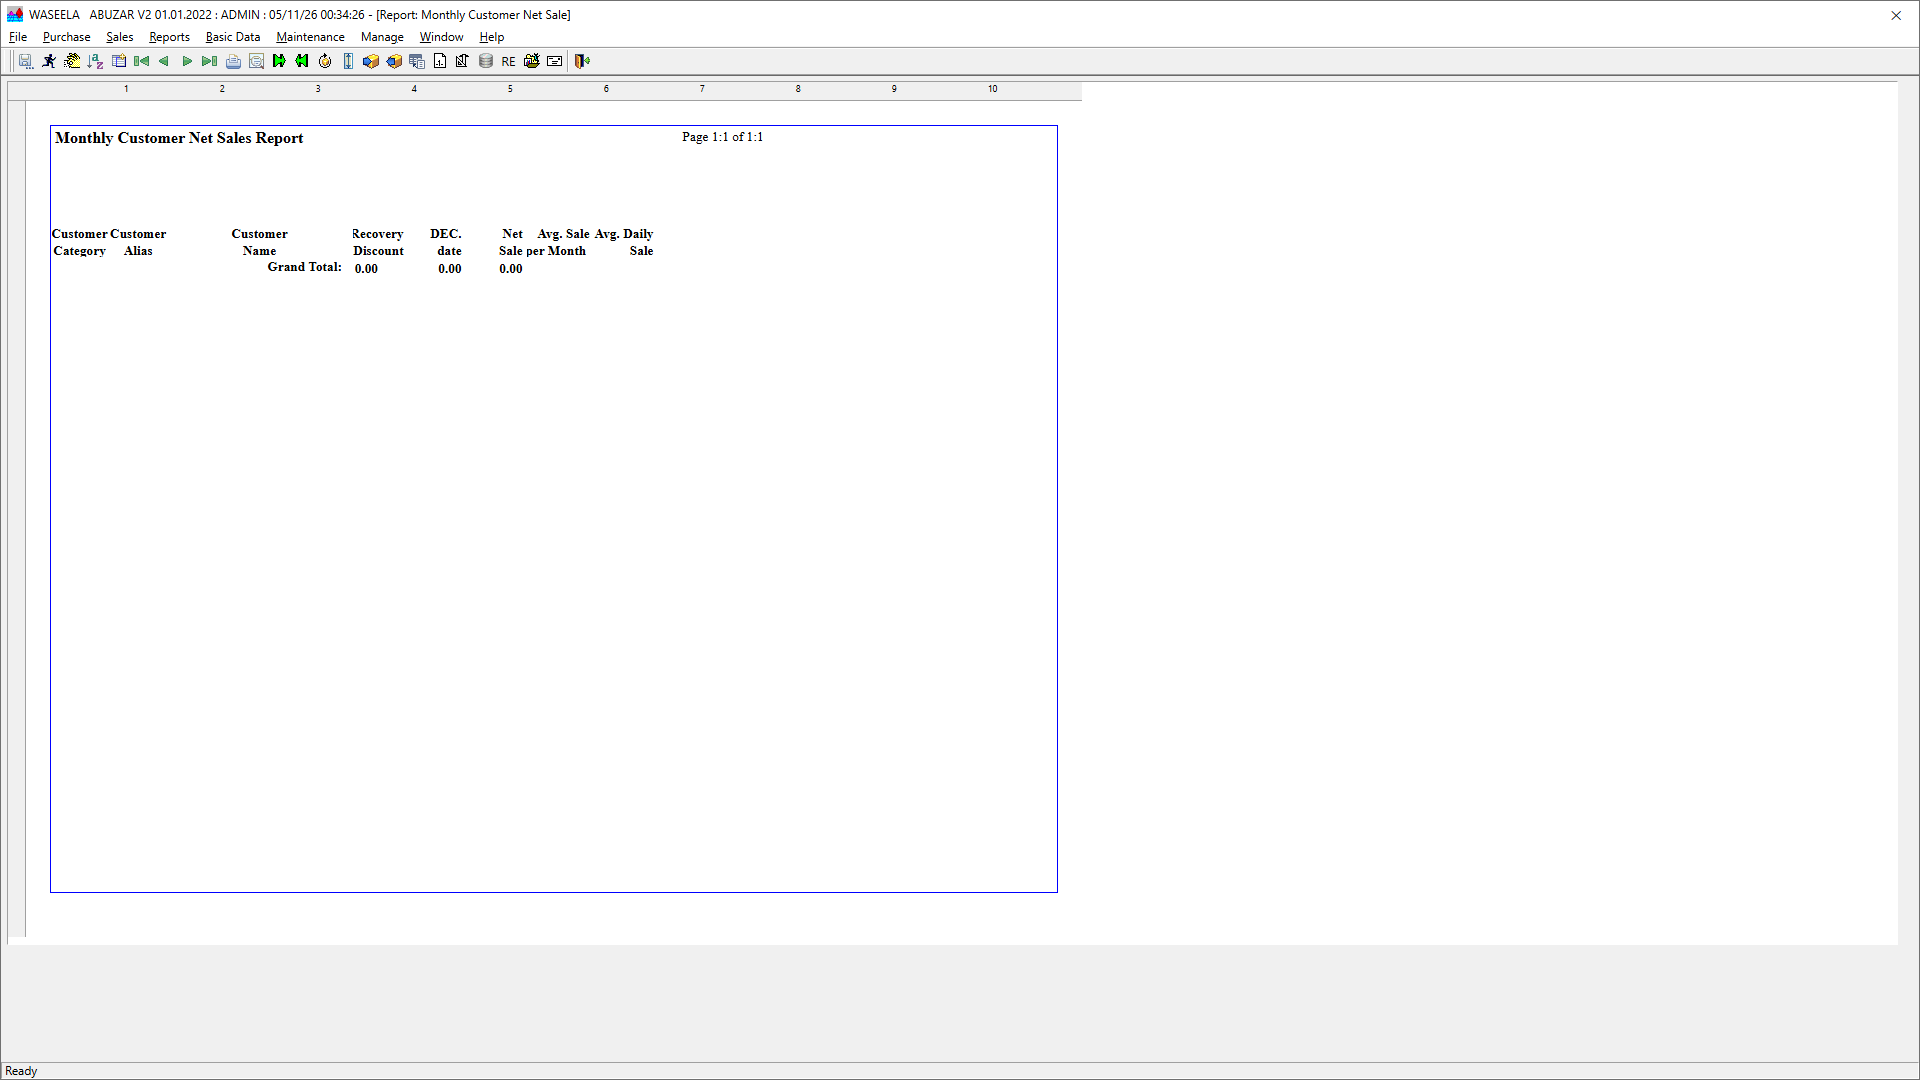 WASEELA   ABUZAR V2 01.01.2022 : ADMIN : 05/11/26 00:34:26 - [Report: Monthly Customer Net Sale]
File Purchase Sales Reports Basic Data Maintenance Manage Window Help
RE
1 2 3 4 5 6 7 8 9 10
Monthly Customer Net Sales Report Page 1:1 of 1:1
Customer Customer Customer Recovery DEC. Net Avg. Sale Avg. Daily
Category Alias Name Discount date Sale per Month Sale
Grand Total: 0.00 0.00 0.00
Ready